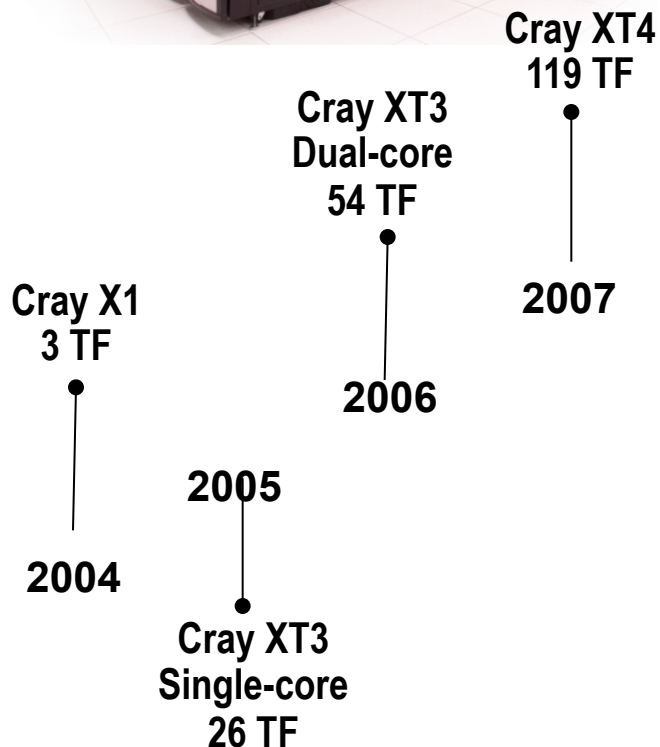 Cray XT4
119 TF
Cray XT3
Dual-core
54 TF
2007
Cray X1
3 TF
2006
2005
2004
Cray XT3
Single-core
26 TF